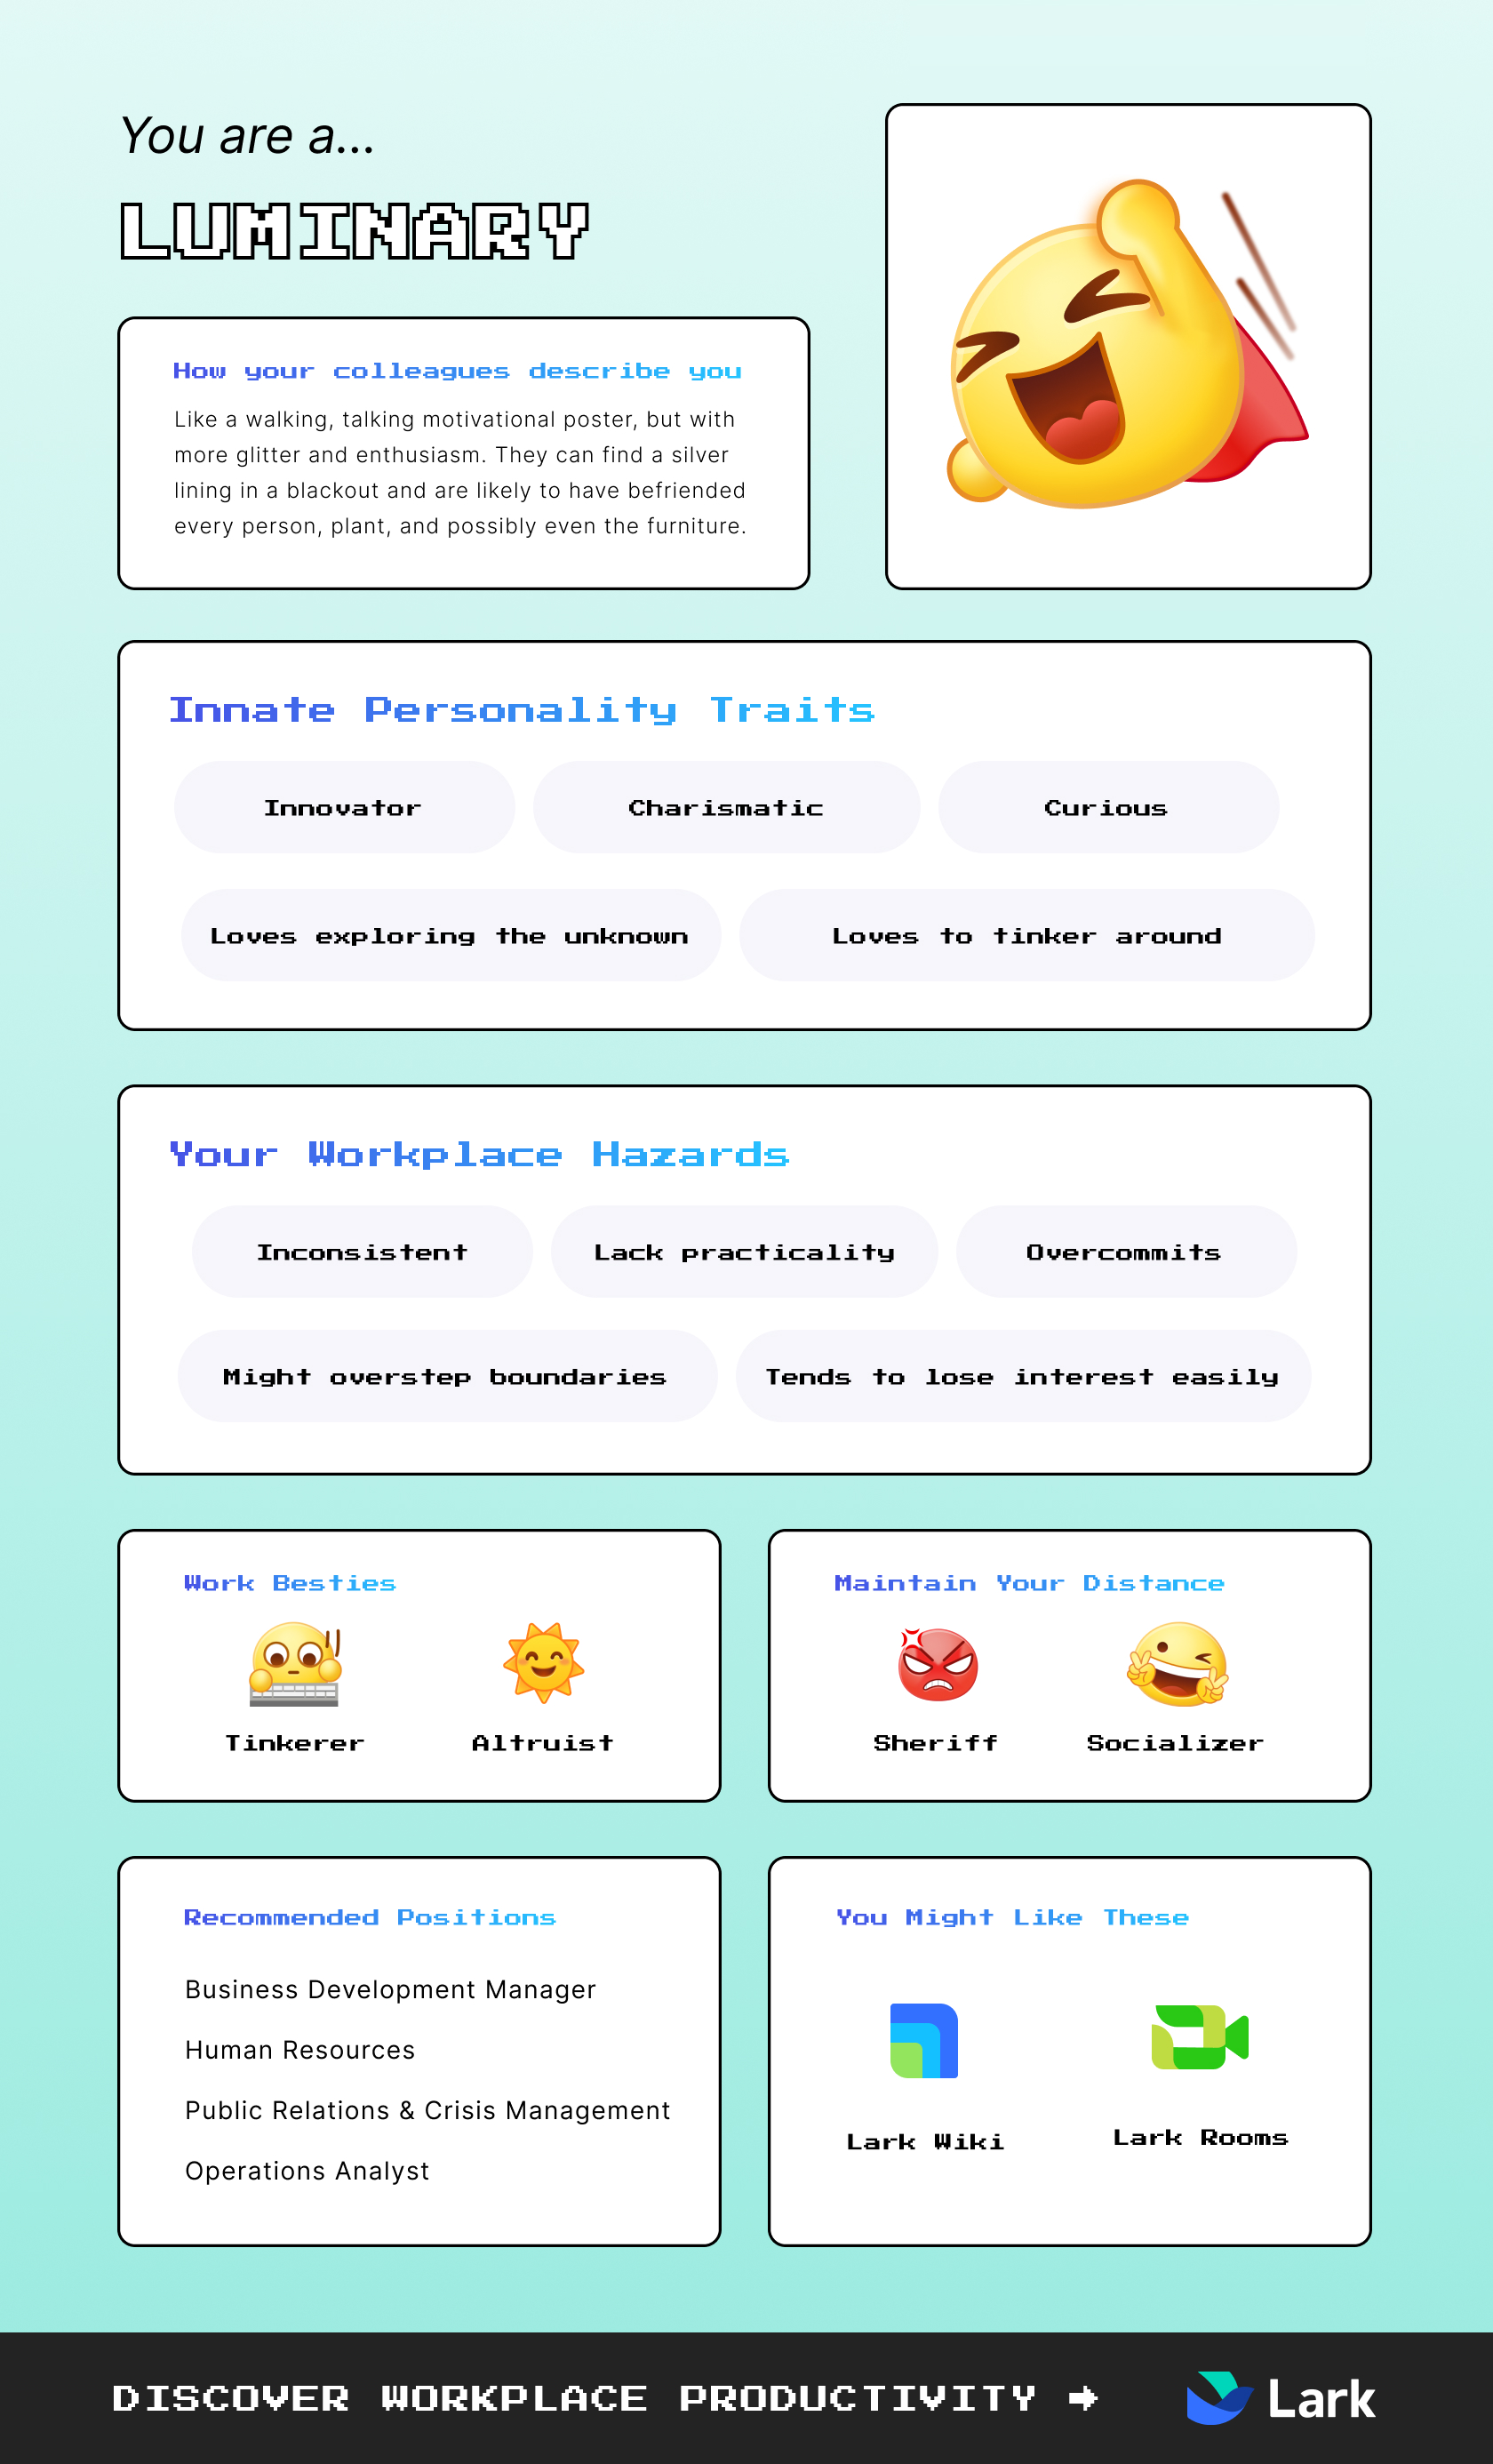 You are a...
LUMINARY
How your colleagues describe you
Like a walking, talking motivational poster, but with
more glitter and enthusiasm. They can find a silver
lining in a blackout and are likely to have befriended
every person, plant, and possibly even the furniture.
Innate Personality Traits
Innovator
Charismatic
Curious
Loves exploring the unknown
Loves to tinker around
Your Workplace Hazards
Inconsistent
Lack practicality
Overcommits
Might overstep boundaries
Tends to lose interest easily
Work Besties
Tinkerer
Altruist
Maintain Your Distance
Sheriff
Socializer
Recommended Positions
Business Development Manager
Human Resources
Public Relations & Crisis Management
Operations Analyst
You Might Like These
Lark Wiki
Lark Rooms
DISCOVER WORKPLACE PRODUCTIVITY →
Lark